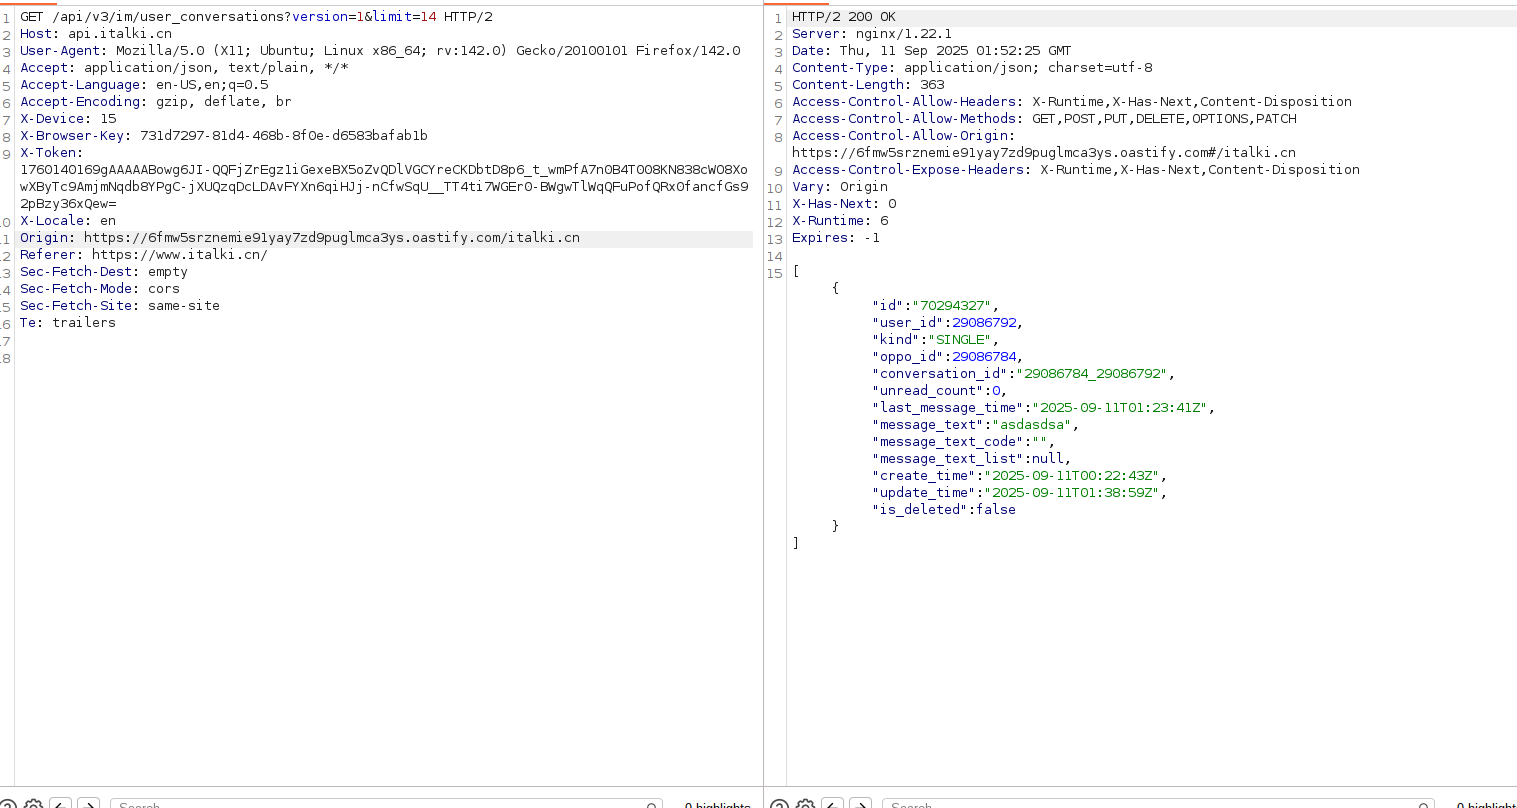 1 GET /api/v3/im/user_conversations?version=1&limit=14 HTTP/2
2 Host: api.italki.cn
3 User-Agent: Mozilla/5.0 (X11; Ubuntu; Linux x86_64; rv:142.0) Gecko/20100101 Firefox/142.0
4 Accept: application/json, text/plain, */*
5 Accept-Language: en-US,en;q=0.5
6 Accept-Encoding: gzip, deflate, br
7 X-Device: 15
8 X-Browser-Key: 731d7297-81d4-468b-8f0e-d6583bafab1b
9 X-Token:
1760140169gAAAAABowg6JI-QQFjZrEgz1iGexeBX5oZvQDlVGCYreCKDbtD8p6_t_wmPfA7nOB4TOO8KN838cWO8Xo
wXByTc9AmjmNqdb8YPgC-jXUQzqDcLDAvFYXn6qiHJj-nCfwSqU__TT4ti7WGErO-BWgwTlWqQFuPofQRxOfancfGs9
2pBzy36xQew=
0 X-Locale: en
1 Origin: https://6fmw5srznemie91yay7zd9puglmca3ys.oastify.com/italki.cn
2 Referer: https://www.italki.cn/
3 Sec-Fetch-Dest: empty
4 Sec-Fetch-Mode: cors
5 Sec-Fetch-Site: same-site
6 Te: trailers
7
8
Search
0 highlights
1 HTTP/2 200 OK
2 Server: nginx/1.22.1
3 Date: Thu, 11 Sep 2025 01:52:25 GMT
4 Content-Type: application/json; charset=utf-8
5 Content-Length: 363
6 Access-Control-Allow-Headers: X-Runtime,X-Has-Next,Content-Disposition
7 Access-Control-Allow-Methods: GET,POST,PUT,DELETE,OPTIONS,PATCH
8 Access-Control-Allow-Origin:
https://6fmw5srznemie91yay7zd9puglmca3ys.oastify.com#/italki.cn
9 Access-Control-Expose-Headers: X-Runtime,X-Has-Next,Content-Disposition
10 Vary: Origin
11 X-Has-Next: 0
12 X-Runtime: 6
13 Expires: -1
14
15 [
{
"id":"70294327",
"user_id":29086792,
"kind":"SINGLE",
"oppo_id":29086784,
"conversation_id":"29086784_29086792",
"unread_count":0,
"last_message_time":"2025-09-11T01:23:41Z",
"message_text":"asdasdsa",
"message_text_code":"",
"message_text_list":null,
"create_time":"2025-09-11T00:22:43Z",
"update_time":"2025-09-11T01:38:59Z",
"is_deleted":false
}
]
Search
0 highlights